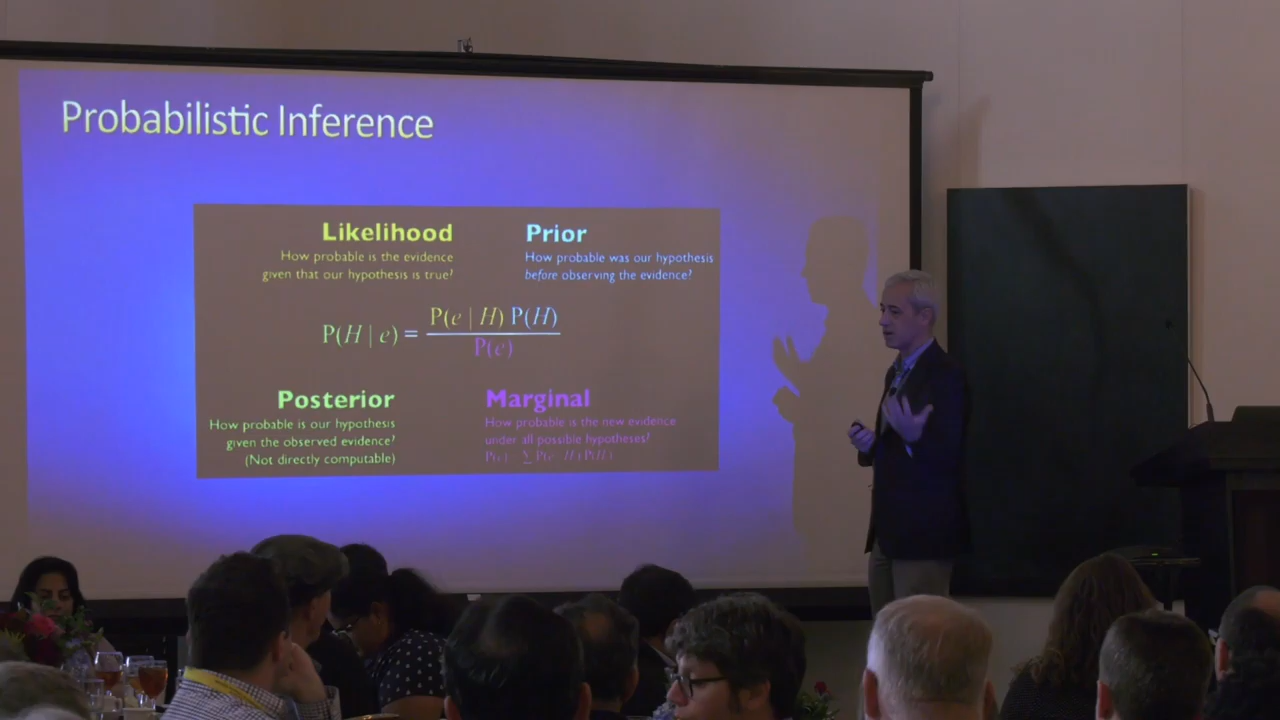 Probabilistic Inference
Likelihood
How probable is the evidence
given that our hypothesis is true?
Prior
How probable was our hypothesis
before observing the evidence?
P(H | e) = P(e | H) P(H)
P(e)
Posterior
How probable is our hypothesis
given the observed evidence?
(Not directly computable)
Marginal
How probable is the new evidence
under all possible hypotheses?